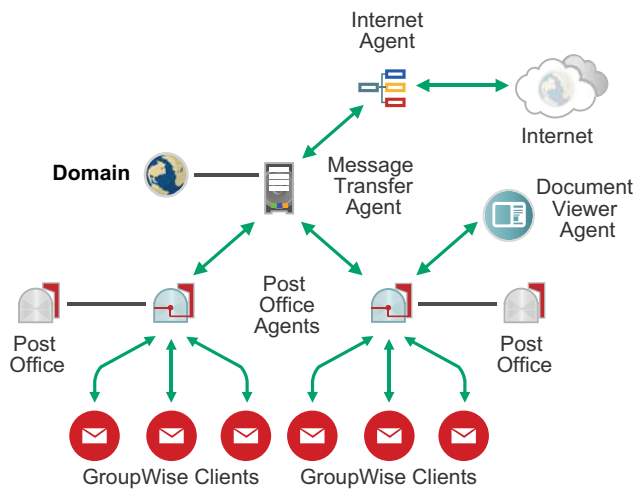 Internet
Agent
Internet
Domain
Message
Transfer
Agent
Document
Viewer
Agent
Post
Office
Agents
Post
Office
Post
Office
GroupWise Clients
GroupWise Clients